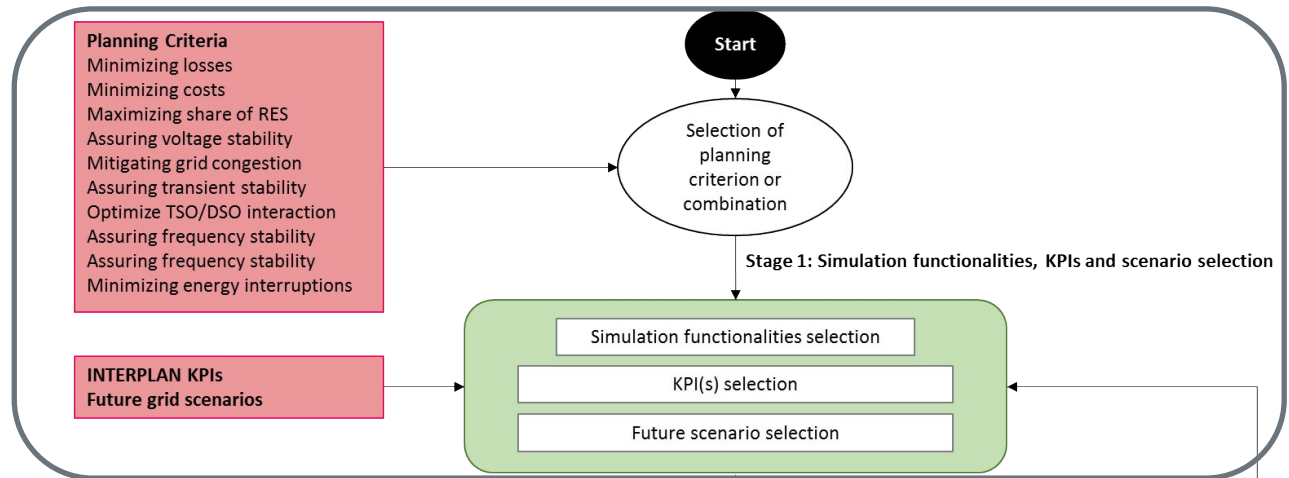 Planning Criteria
Minimizing losses
Minimizing costs
Maximizing share of RES
Assuring voltage stability
Mitigating grid congestion
Assuring transient stability
Optimize TSO/DSO interaction
Assuring frequency stability
Assuring frequency stability
Minimizing energy interruptions
Start
Selection of
planning
criterion or
combination
Stage 1: Simulation functionalities, KPIs and scenario selection
INTERPLAN KPIs
Future grid scenarios
Simulation functionalities selection
KPI(s) selection
Future scenario selection